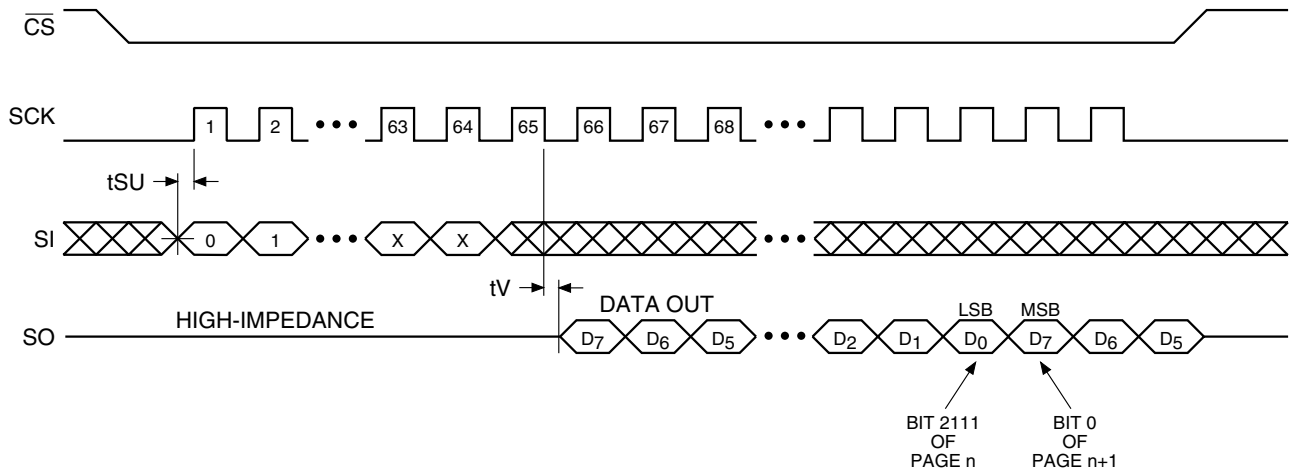 CS
SCK
1 2 ••• 63 64 65 66 67 68 •••
tSU
SI
0 1 ••• X X •••
tV
DATA OUT
HIGH-IMPEDANCE
LSB MSB
SO
D7 D6 D5 ••• D2 D1 D0 D7 D6 D5
BIT 2111
OF
PAGE n
BIT 0
OF
PAGE n+1